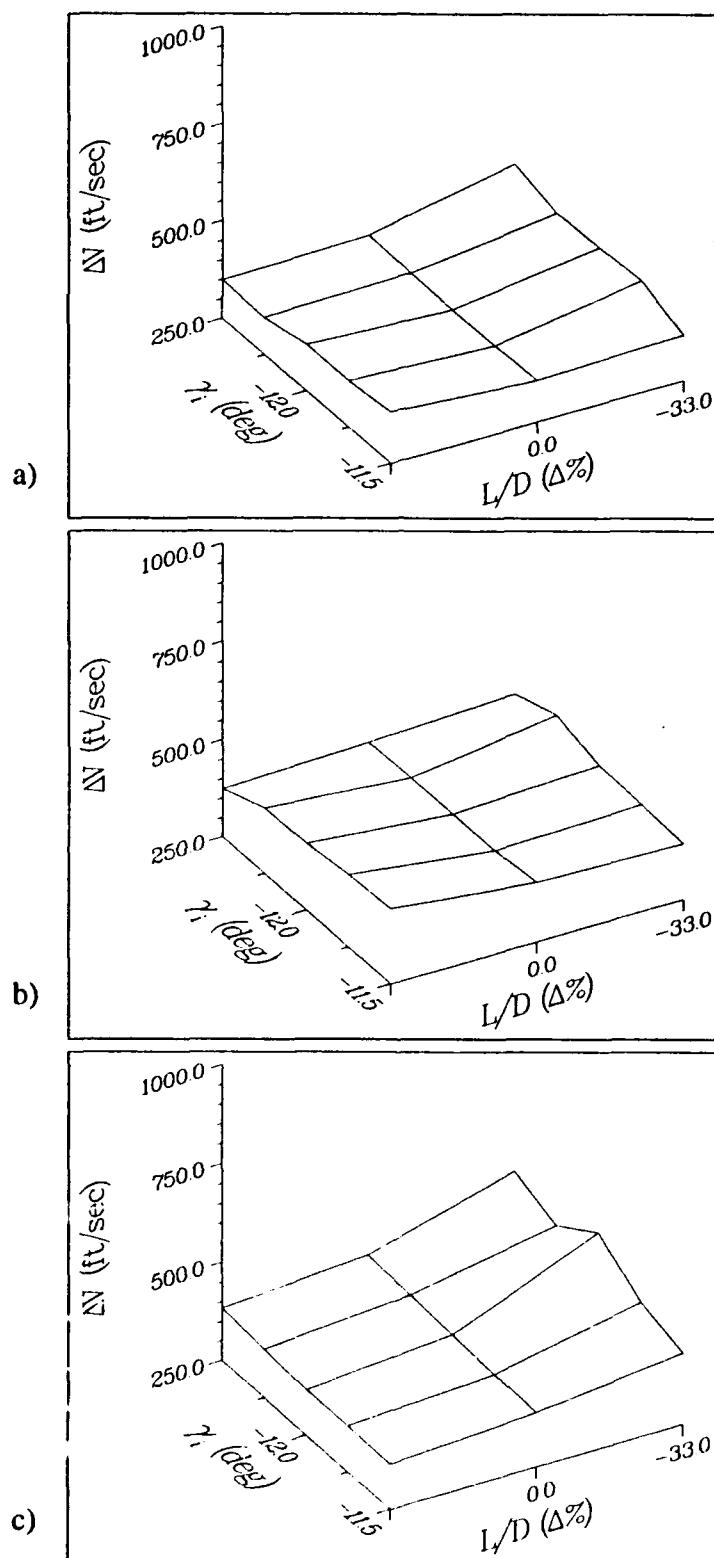 a)
1000.0
750.0
500.0
250.0
ΔV (ft/sec)
γi (deg)
-12.0
-11.5
L/D (Δ%)
0.0
-33.0
b)
1000.0
750.0
500.0
250.0
ΔV (ft/sec)
γi (deg)
-12.0
-11.5
L/D (Δ%)
0.0
-33.0
c)
1000.0
750.0
500.0
250.0
ΔV (ft/sec)
γi (deg)
-12.0
-11.5
L/D (Δ%)
0.0
-33.0